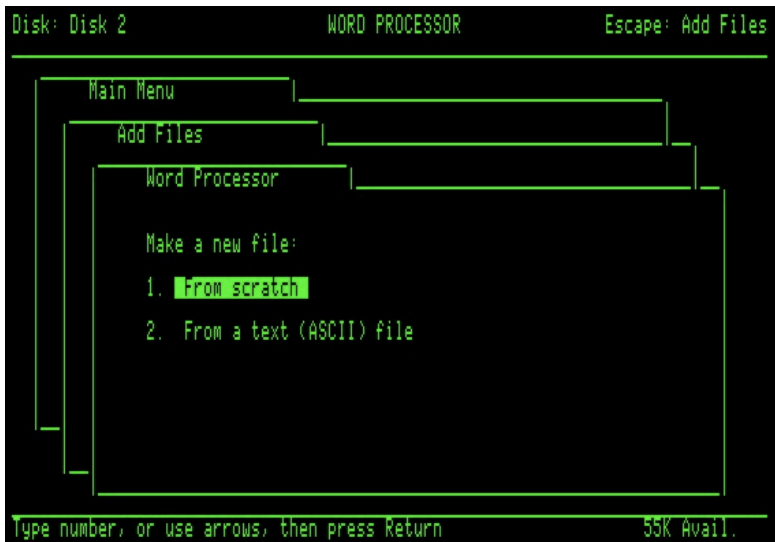 Disk: Disk 2 WORD PROCESSOR Escape: Add Files
Main Menu
Add Files
Word Processor
Make a new file:
1. From scratch
2. From a text (ASCII) file
Type number, or use arrows, then press Return 55K Avail.